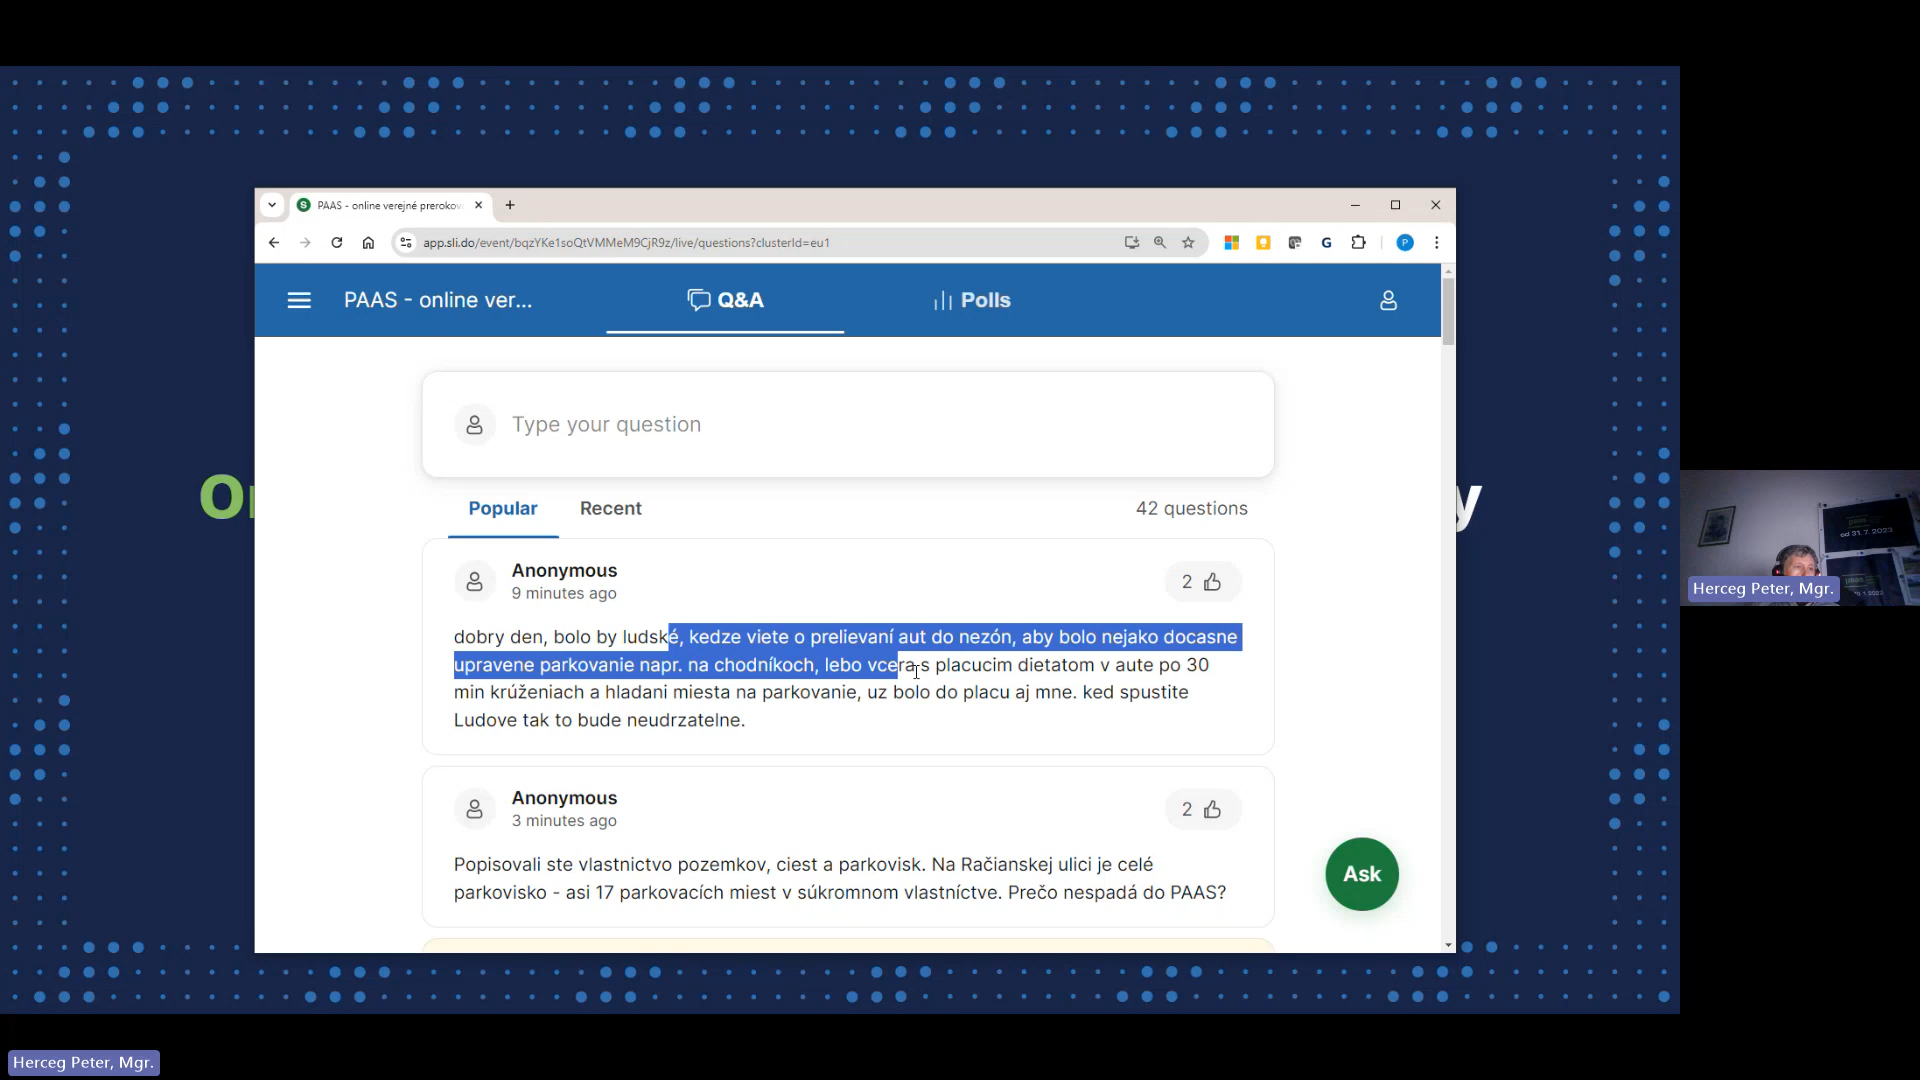 PAAS - online verejné prerokov
app.sli.do/event/bqzYKe1soQtVMMeM9CjR9z/live/questions?clusterId=eu1
G
P
PAAS - online ver...
Q&A
Polls
Type your question
Popular
Recent
42 questions
Anonymous
9 minutes ago
2
dobry den, bolo by ludské, kedze viete o prelievaní aut do nezón, aby bolo nejako docasne
upravene parkovanie napr. na chodníkoch, lebo vcera s placucim dietatom v aute po 30
min krúženiach a hladani miesta na parkovanie, uz bolo do placu aj mne. ked spustite
Ludove tak to bude neudrzatelne.
Anonymous
3 minutes ago
2
Popisovali ste vlastnictvo pozemkov, ciest a parkovisk. Na Račianskej ulici je celé
parkovisko - asi 17 parkovacích miest v súkromnom vlastníctve. Prečo nespadá do PAAS?
Ask
y
od 31.7. 2023
Herceg Peter, Mgr.
Herceg Peter, Mgr.